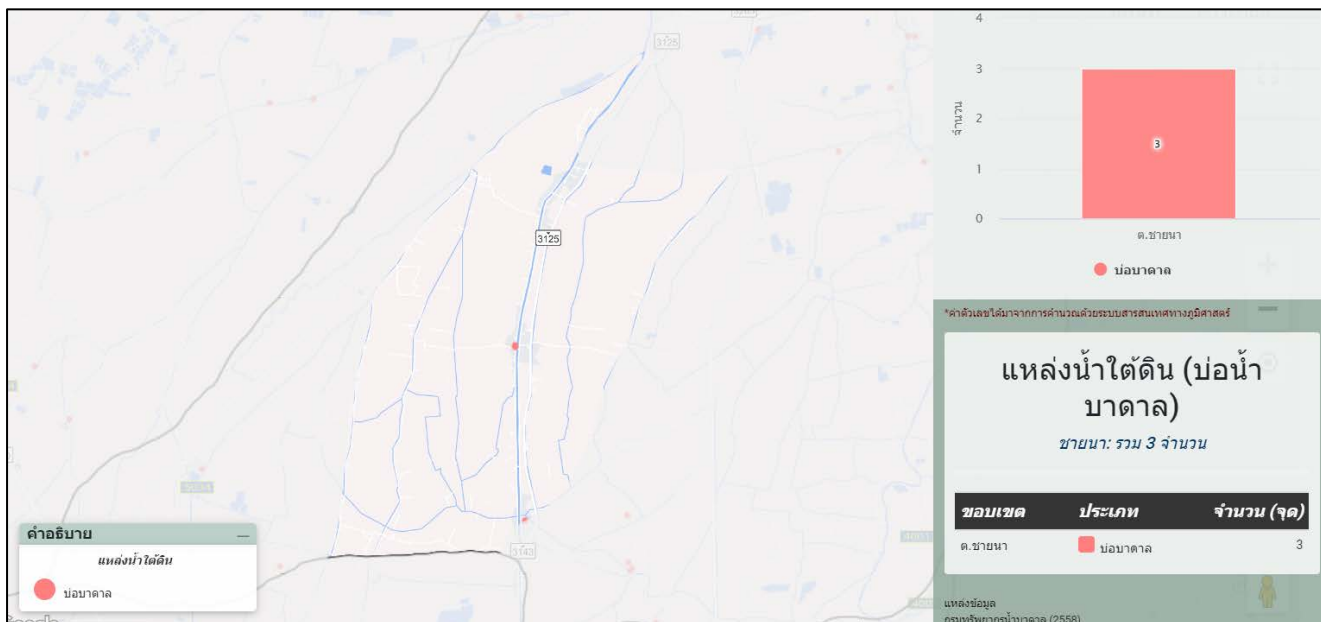 3125
3125
3143
คำอธิบาย
แหล่งน้ำใต้ดิน
บ่อบาดาล
4
3
2
1
0
จำนวน
3
ต.ชายนา
บ่อบาดาล
*ค่าตัวเลขได้มาจากการคำนวณด้วยระบบสารสนเทศทางภูมิศาสตร์
แหล่งน้ำใต้ดิน (บ่อน้ำ
บาดาล)
ชายนา: รวม 3 จำนวน
ขอบเขต ประเภท จำนวน (จุด)
ต.ชายนา บ่อบาดาล 3
แหล่งข้อมูล
กรมทรัพยากรน้ำบาดาล (2558)